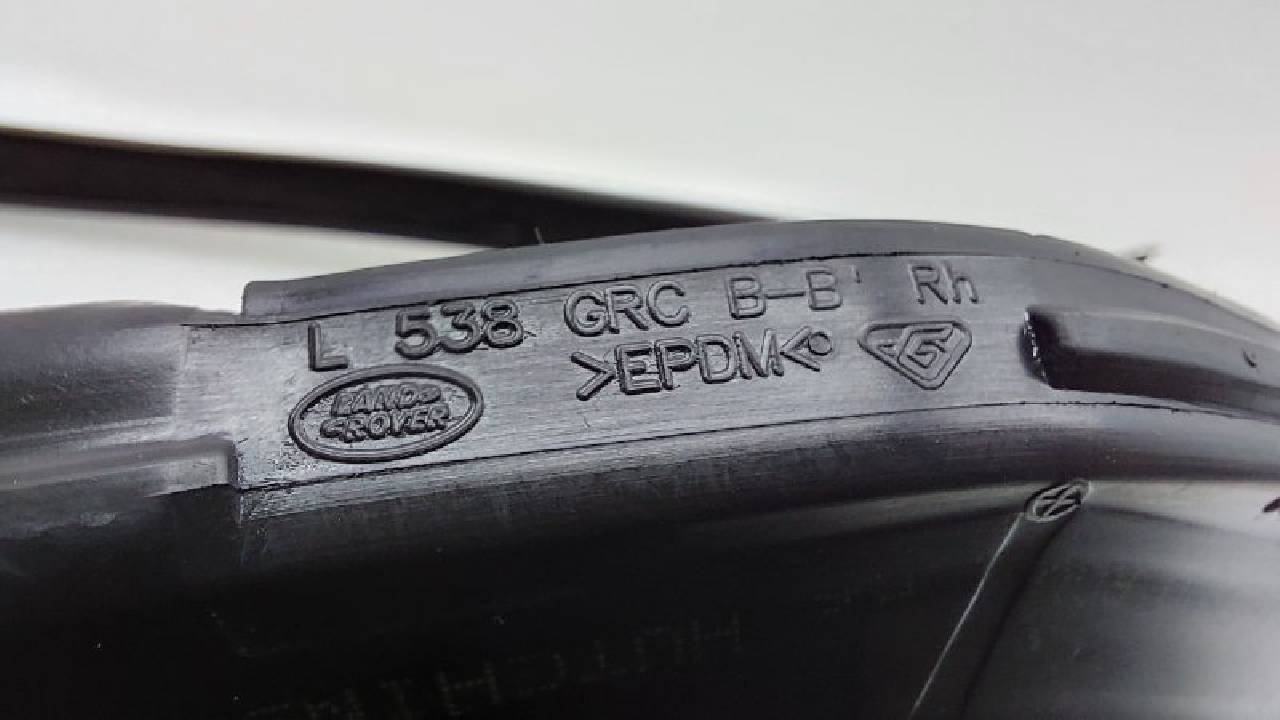 L 538 GRC B-B' Rh
>EPDM<
LAND
ROVER